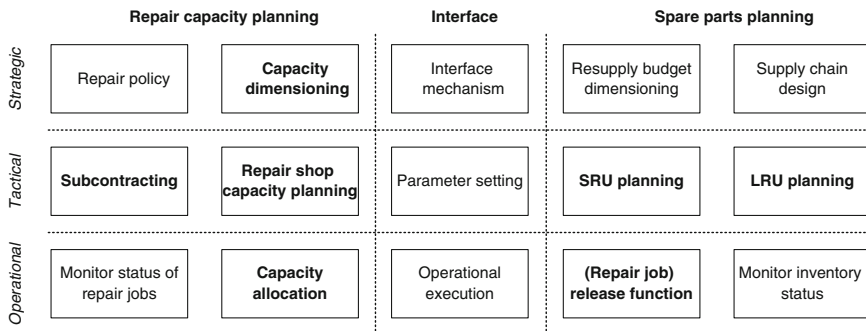 Repair capacity planning
Interface
Spare parts planning
Strategic
Repair policy
Capacity
dimensioning
Interface
mechanism
Resupply budget
dimensioning
Supply chain
design
Tactical
Subcontracting
Repair shop
capacity planning
Parameter setting
SRU planning
LRU planning
Operational
Monitor status of
repair jobs
Capacity
allocation
Operational
execution
(Repair job)
release function
Monitor inventory
status